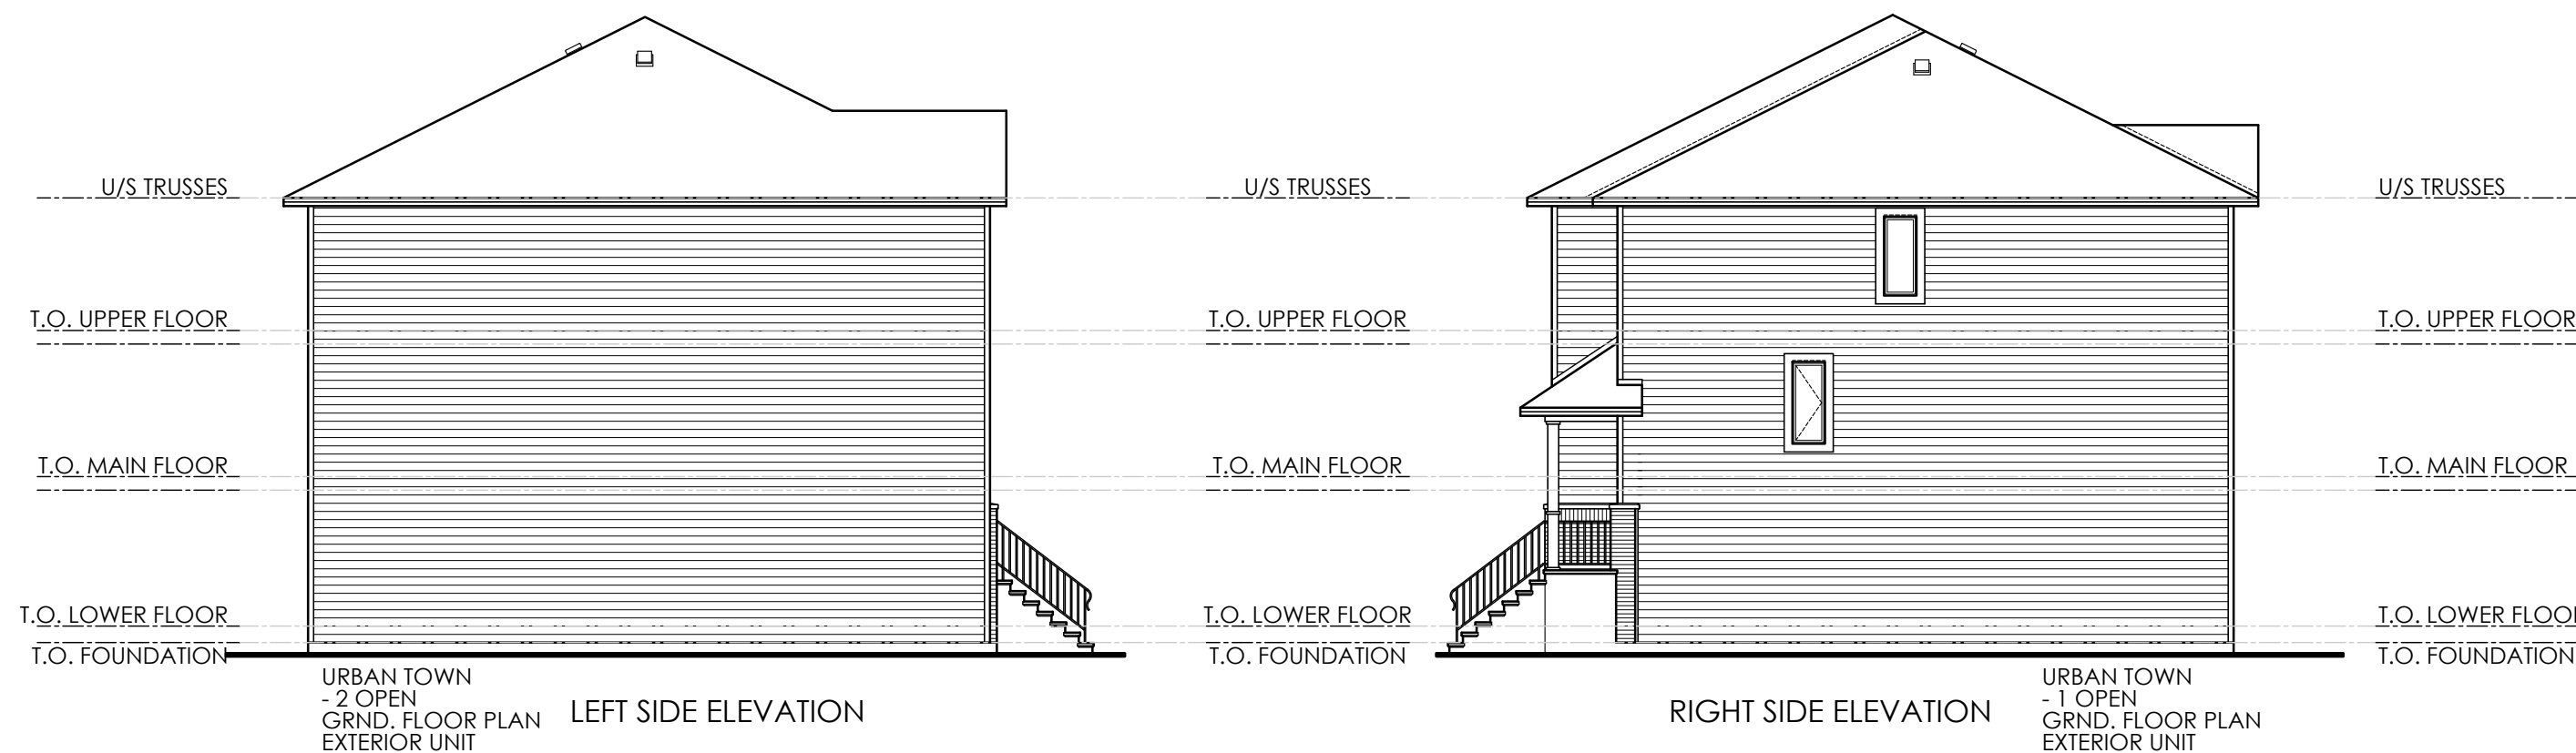 U/S TRUSSES
T.O. UPPER FLOOR
T.O. MAIN FLOOR
T.O. LOWER FLOOR
T.O. FOUNDATION
URBAN TOWN
- 2 OPEN
GRND. FLOOR PLAN
EXTERIOR UNIT
LEFT SIDE ELEVATION
U/S TRUSSES
T.O. UPPER FLOOR
T.O. MAIN FLOOR
T.O. LOWER FLOOR
T.O. FOUNDATION
RIGHT SIDE ELEVATION
URBAN TOWN
- 1 OPEN
GRND. FLOOR PLAN
EXTERIOR UNIT
U/S TRUSSES
T.O. UPPER FLOOR
T.O. MAIN FLOOR
T.O. LOWER FLOOR
T.O. FOUNDATION